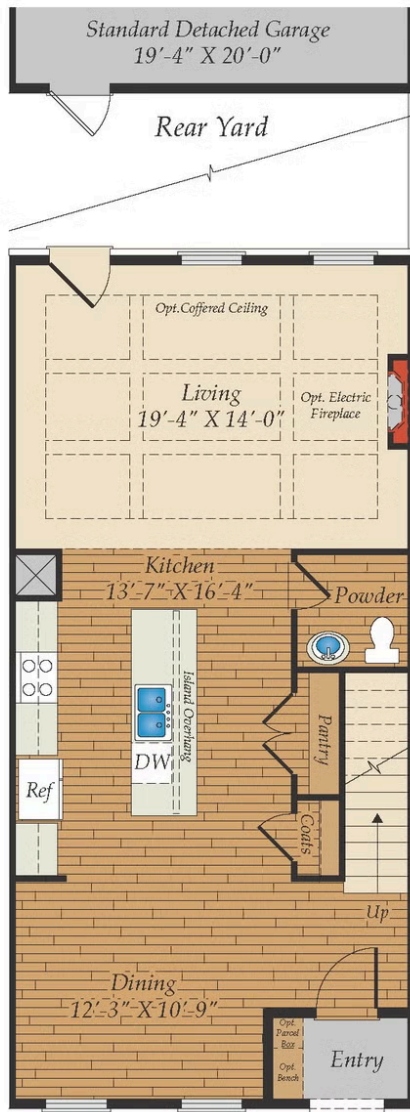 Standard Detached Garage
19'-4" X 20'-0"
Rear Yard
Opt.Coffered Ceiling
Living
19'-4" X 14'-0"
Opt. Electric
Fireplace
Kitchen
13'-7" X 16'-4"
Powder
Island Overhang
DW
Pantry
Ref
Coats
Up
Dining
12'-3" X 10'-9"
Opt.
Parcel
Box
Opt.
Bench
Entry